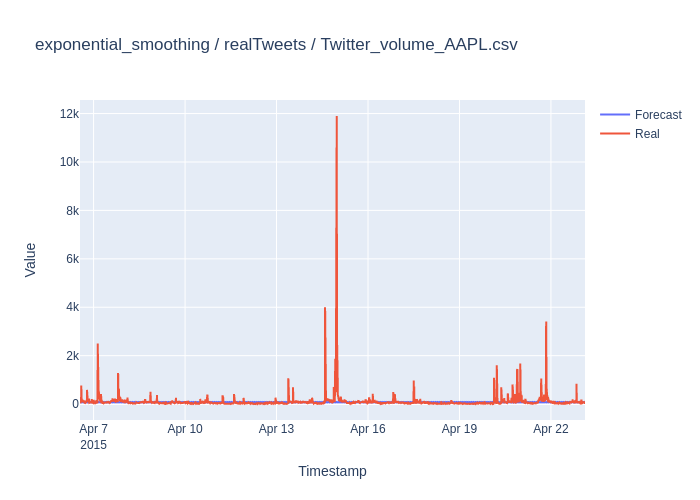 exponential_smoothing / realTweets / Twitter_volume_AAPL.csv
Forecast
Real
12k
10k
8k
6k
4k
2k
0
Value
Apr 7
2015
Apr 10
Apr 13
Apr 16
Apr 19
Apr 22
Timestamp